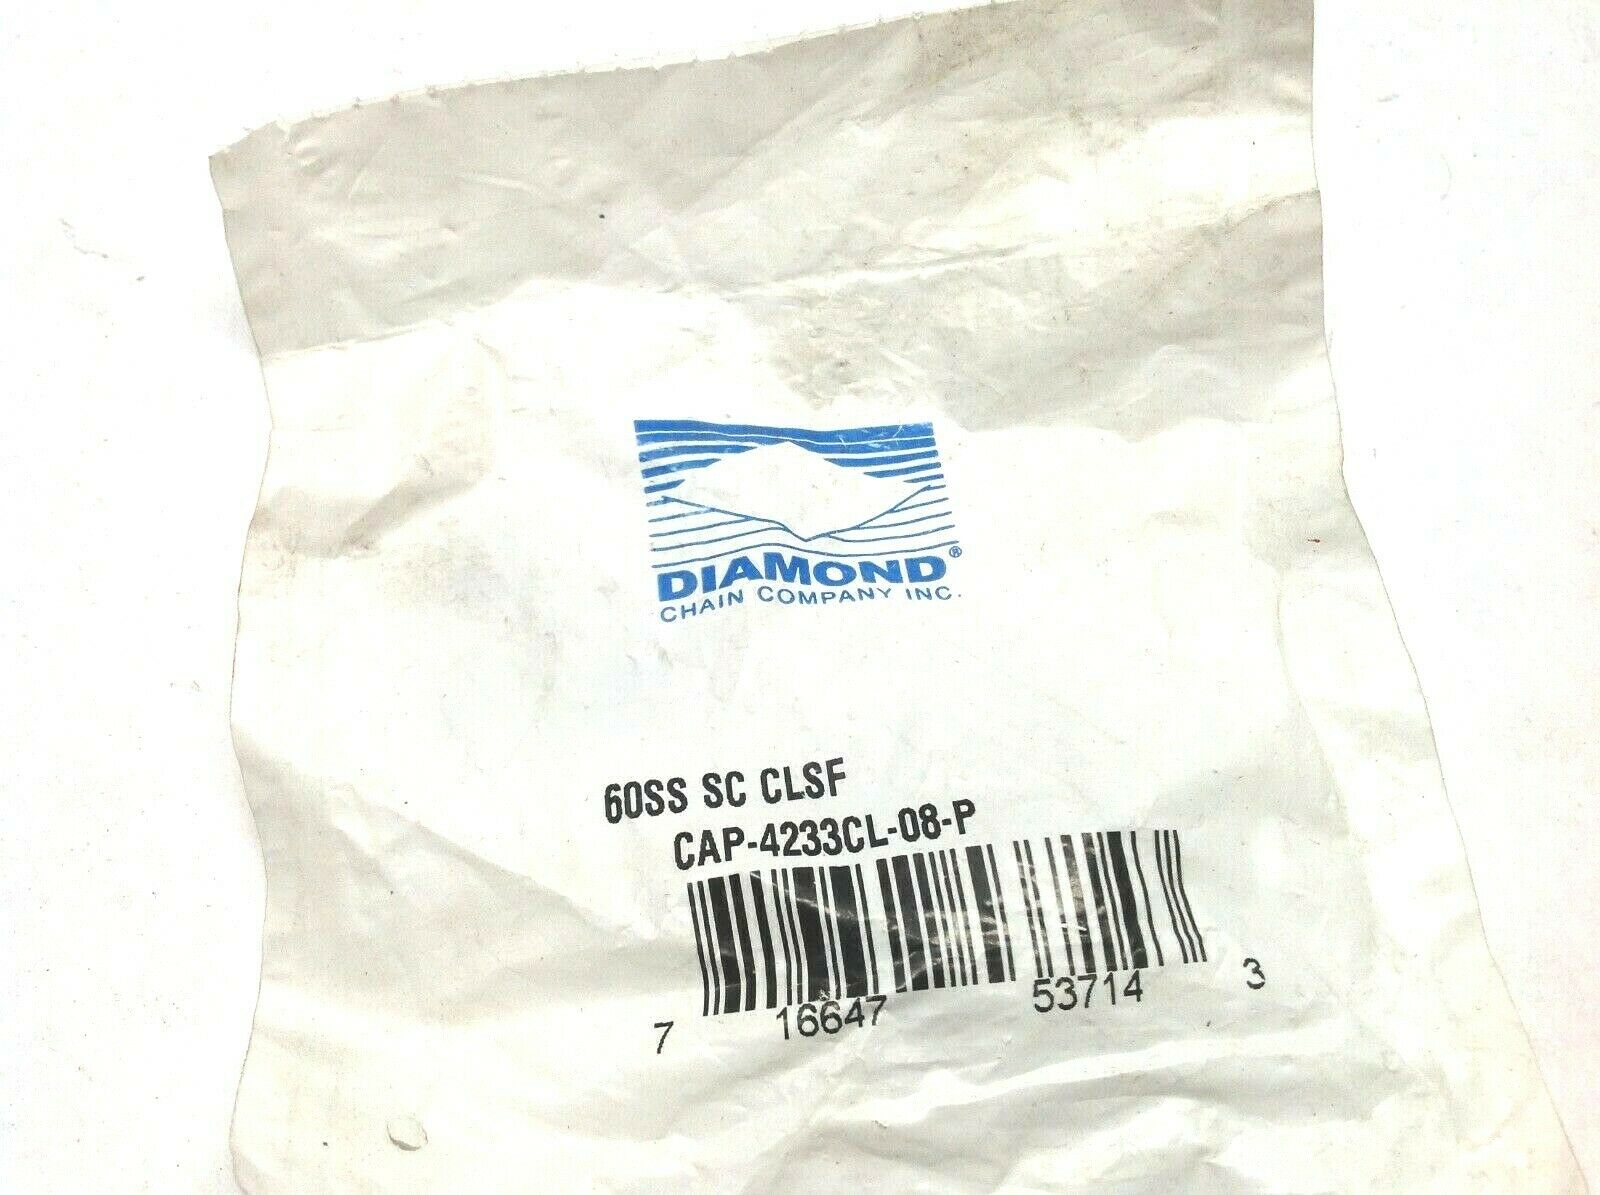 DIAMOND®
CHAIN COMPANY INC.
60SS SC CLSF
CAP-4233CL-08-P
7 16647 53714 3